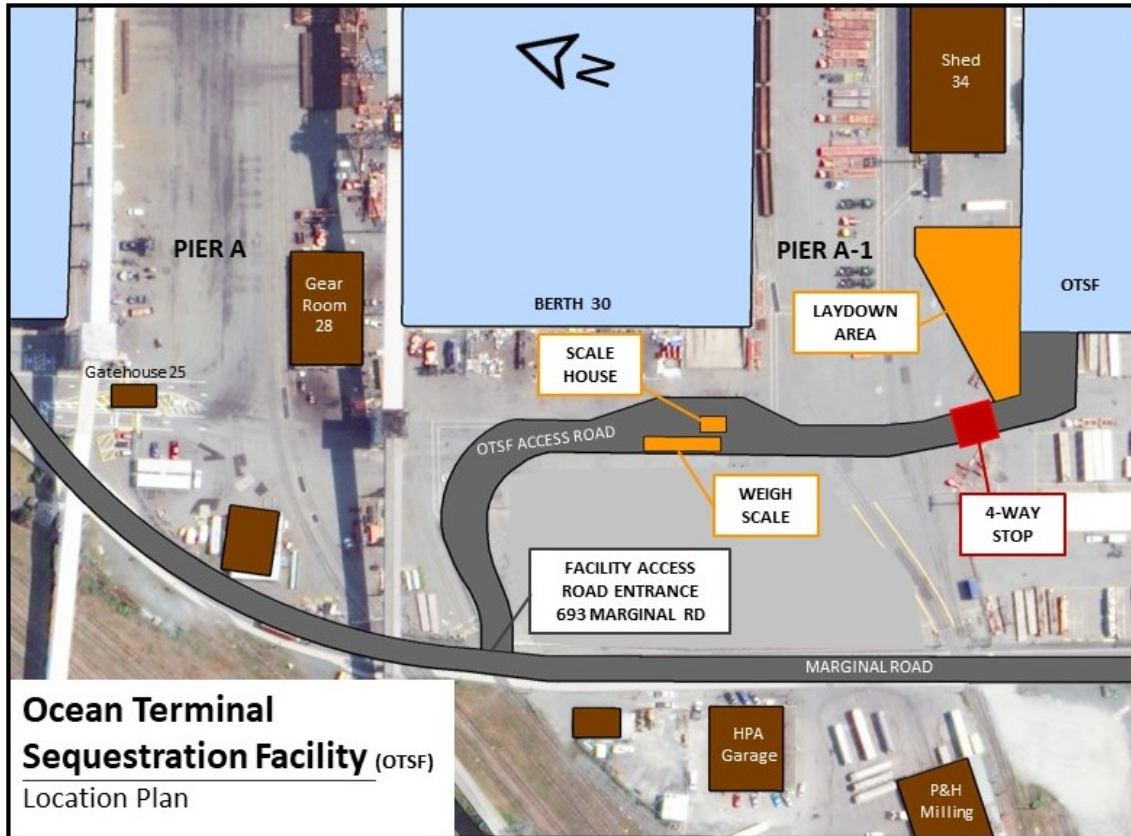 N
Shed
34
PIER A
PIER A-1
Gear
Room
28
BERTH 30
LAYDOWN
AREA
OTSF
SCALE
HOUSE
Gatehouse 25
OTSF ACCESS ROAD
WEIGH
SCALE
4-WAY
STOP
FACILITY ACCESS
ROAD ENTRANCE
693 MARGINAL RD
MARGINAL ROAD
Ocean Terminal
Sequestration Facility (OTSF)
Location Plan
HPA
Garage
P&H
Milling